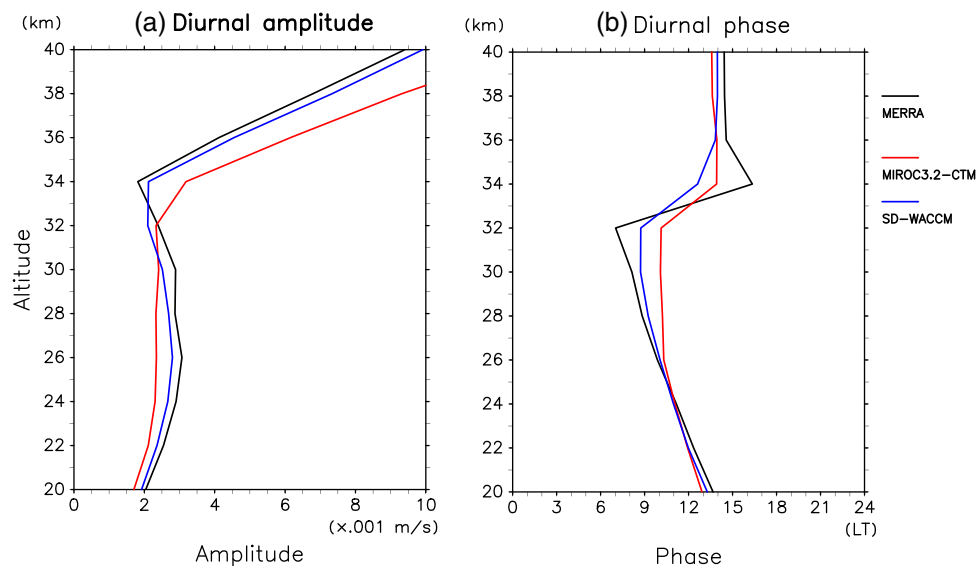 (a) Diurnal amplitude
(km)
40
38
36
34
32
30
28
26
24
22
20
Altitude
0 2 4 6 8 10
(×.001 m/s)
Amplitude
(b) Diurnal phase
(km)
40
38
36
34
32
30
28
26
24
22
20
0 3 6 9 12 15 18 21 24
(LT)
Phase
MERRA
MIROC3.2-CTM
SD-WACCM